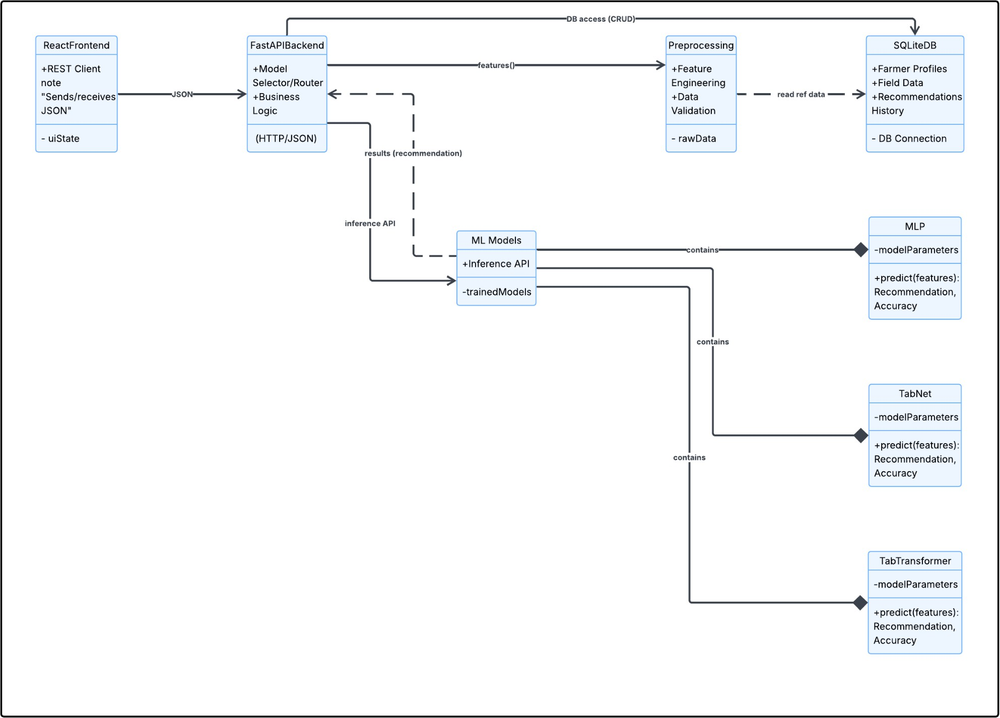 DB access (CRUD)
ReactFrontend
+REST Client
note
"Sends/receives
JSON"
- uiState
JSON
FastAPIBackend
+Model
Selector/Router
+Business
Logic
(HTTP/JSON)
features()
Preprocessing
+Feature
Engineering
+Data
Validation
- rawData
read ref data
SQLiteDB
+Farmer Profiles
+Field Data
+Recommendations
History
- DB Connection
results (recommendation)
inference API
ML Models
+Inference API
-trainedModels
contains
MLP
-modelParameters
+predict(features):
Recommendation,
Accuracy
contains
TabNet
-modelParameters
+predict(features):
Recommendation,
Accuracy
contains
TabTransformer
-modelParameters
+predict(features):
Recommendation,
Accuracy